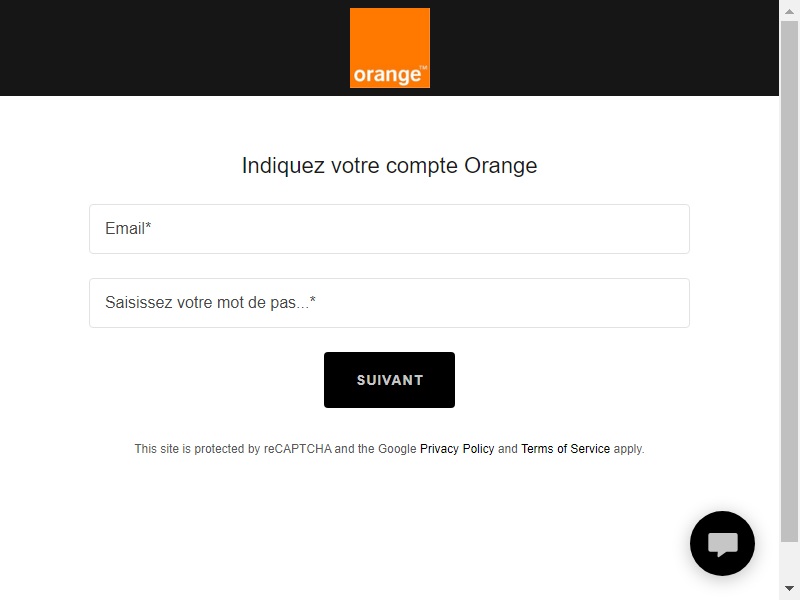 orange™
Indiquez votre compte Orange
Email*
Saisissez votre mot de pas...*
SUIVANT
This site is protected by reCAPTCHA and the Google Privacy Policy and Terms of Service apply.